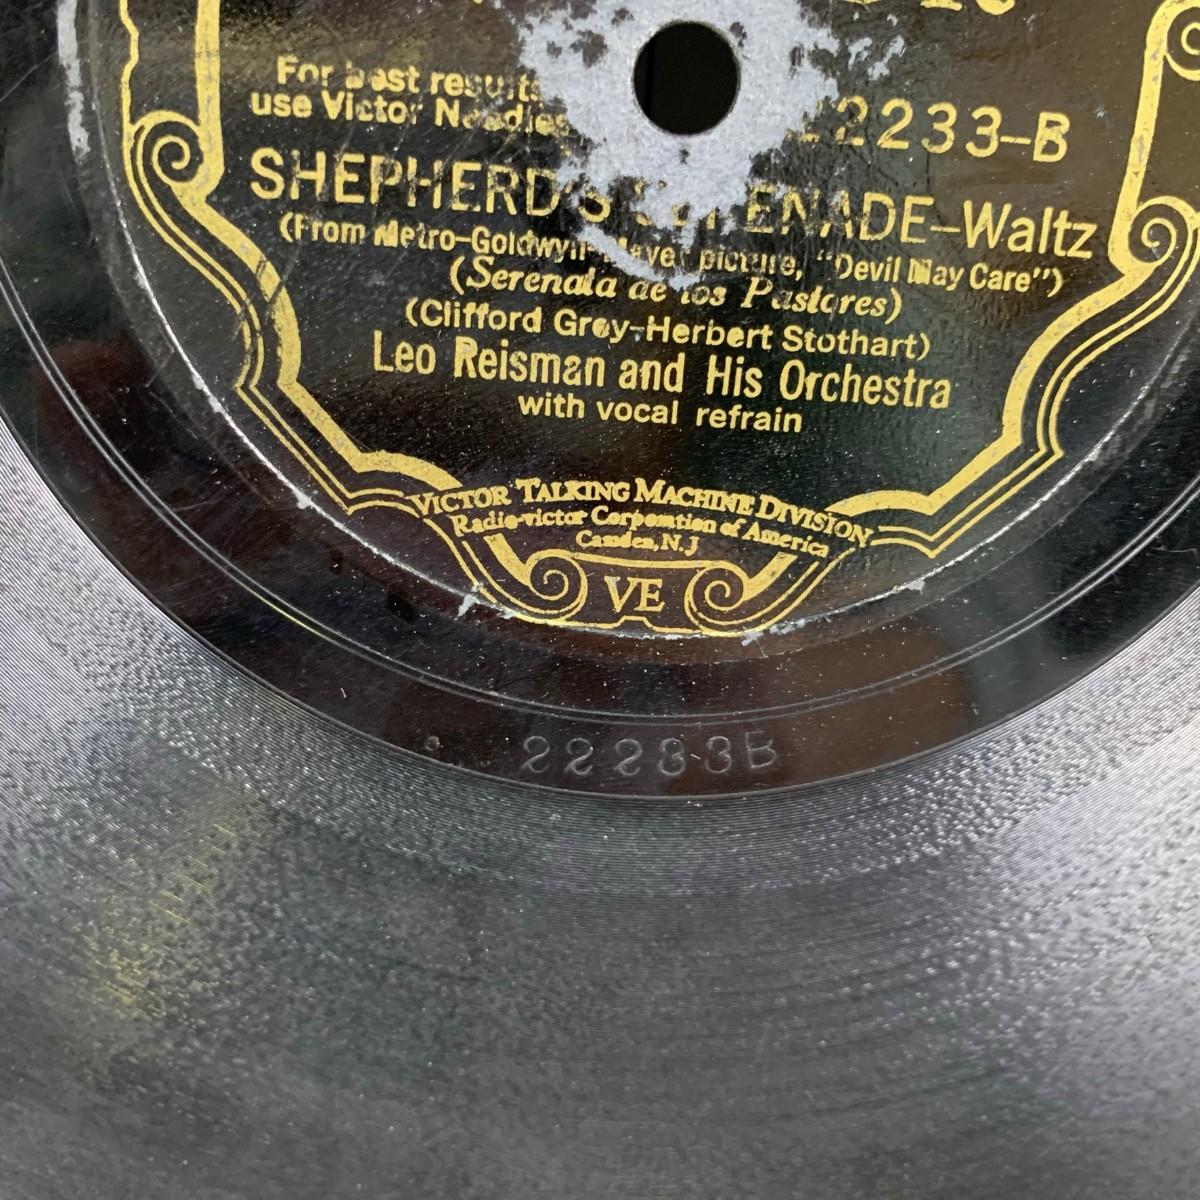 For best results
use Victor Needles
22233-B
SHEPHERD'S SERENADE-Waltz
(From Metro-Goldwyn-Mayer picture, "Devil May Care")
(Serenata de los Pastores)
(Clifford Grey-Herbert Stothart)
Leo Reisman and His Orchestra
with vocal refrain
VICTOR TALKING MACHINE DIVISION
Radio-victor Corporation of America
Camden, N.J
VE
22233B